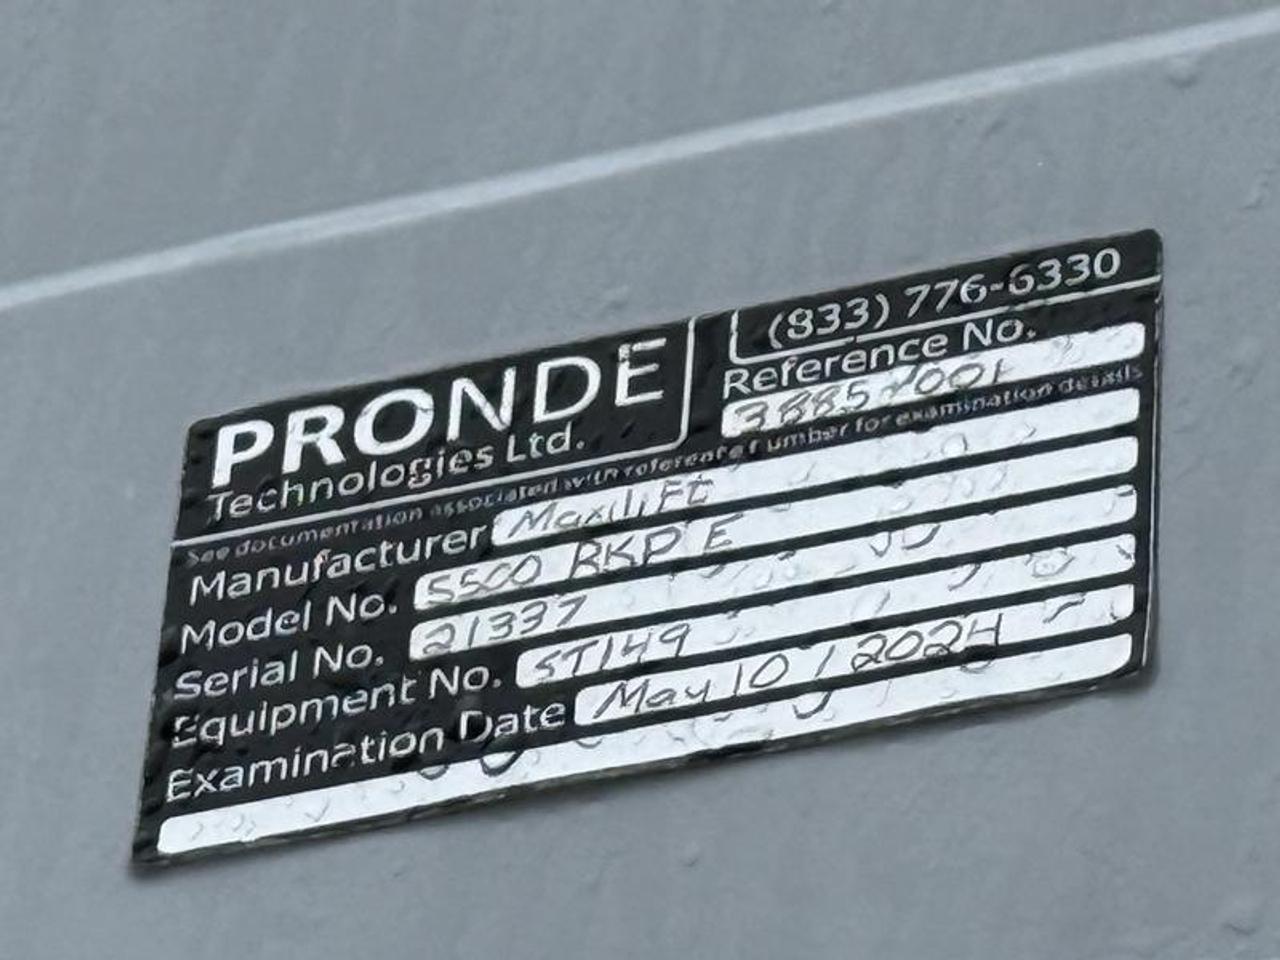 PRONDE
Technologies Ltd.
(833) 776-6330
Reference No.
See documentation associated with reference number for examination details
Manufacturer Maxilift
Model No. 5500 RKP E
Serial No. 21337
Equipment No. ST149
Examination Date May 10 / 2024